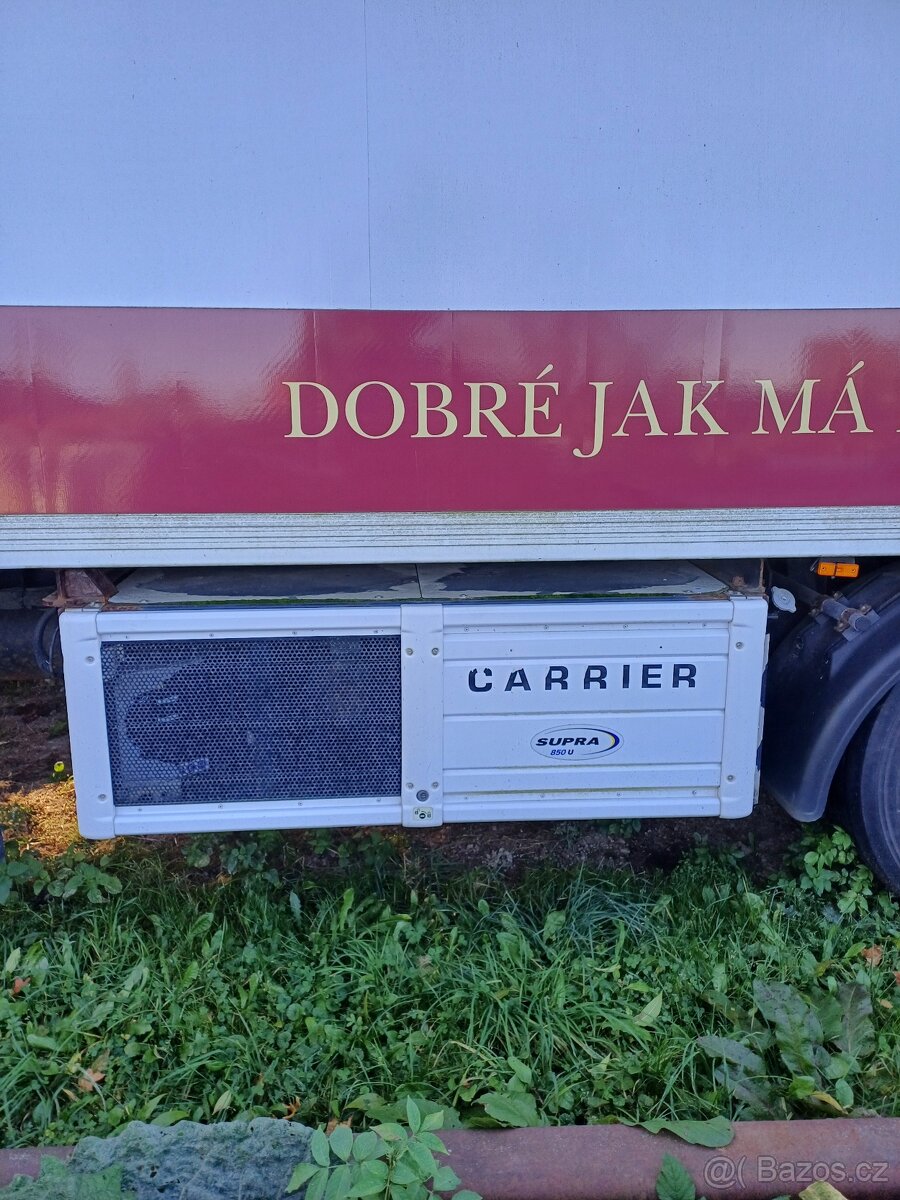 DOBRÉ JAK MÁ
CARRIER
SUPRA
850 U
@( Bazos.cz